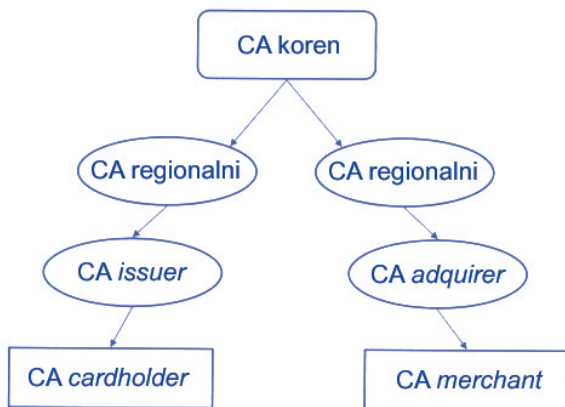 CA koren
CA regionalni
CA regionalni
CA issuer
CA adquirer
CA cardholder
CA merchant